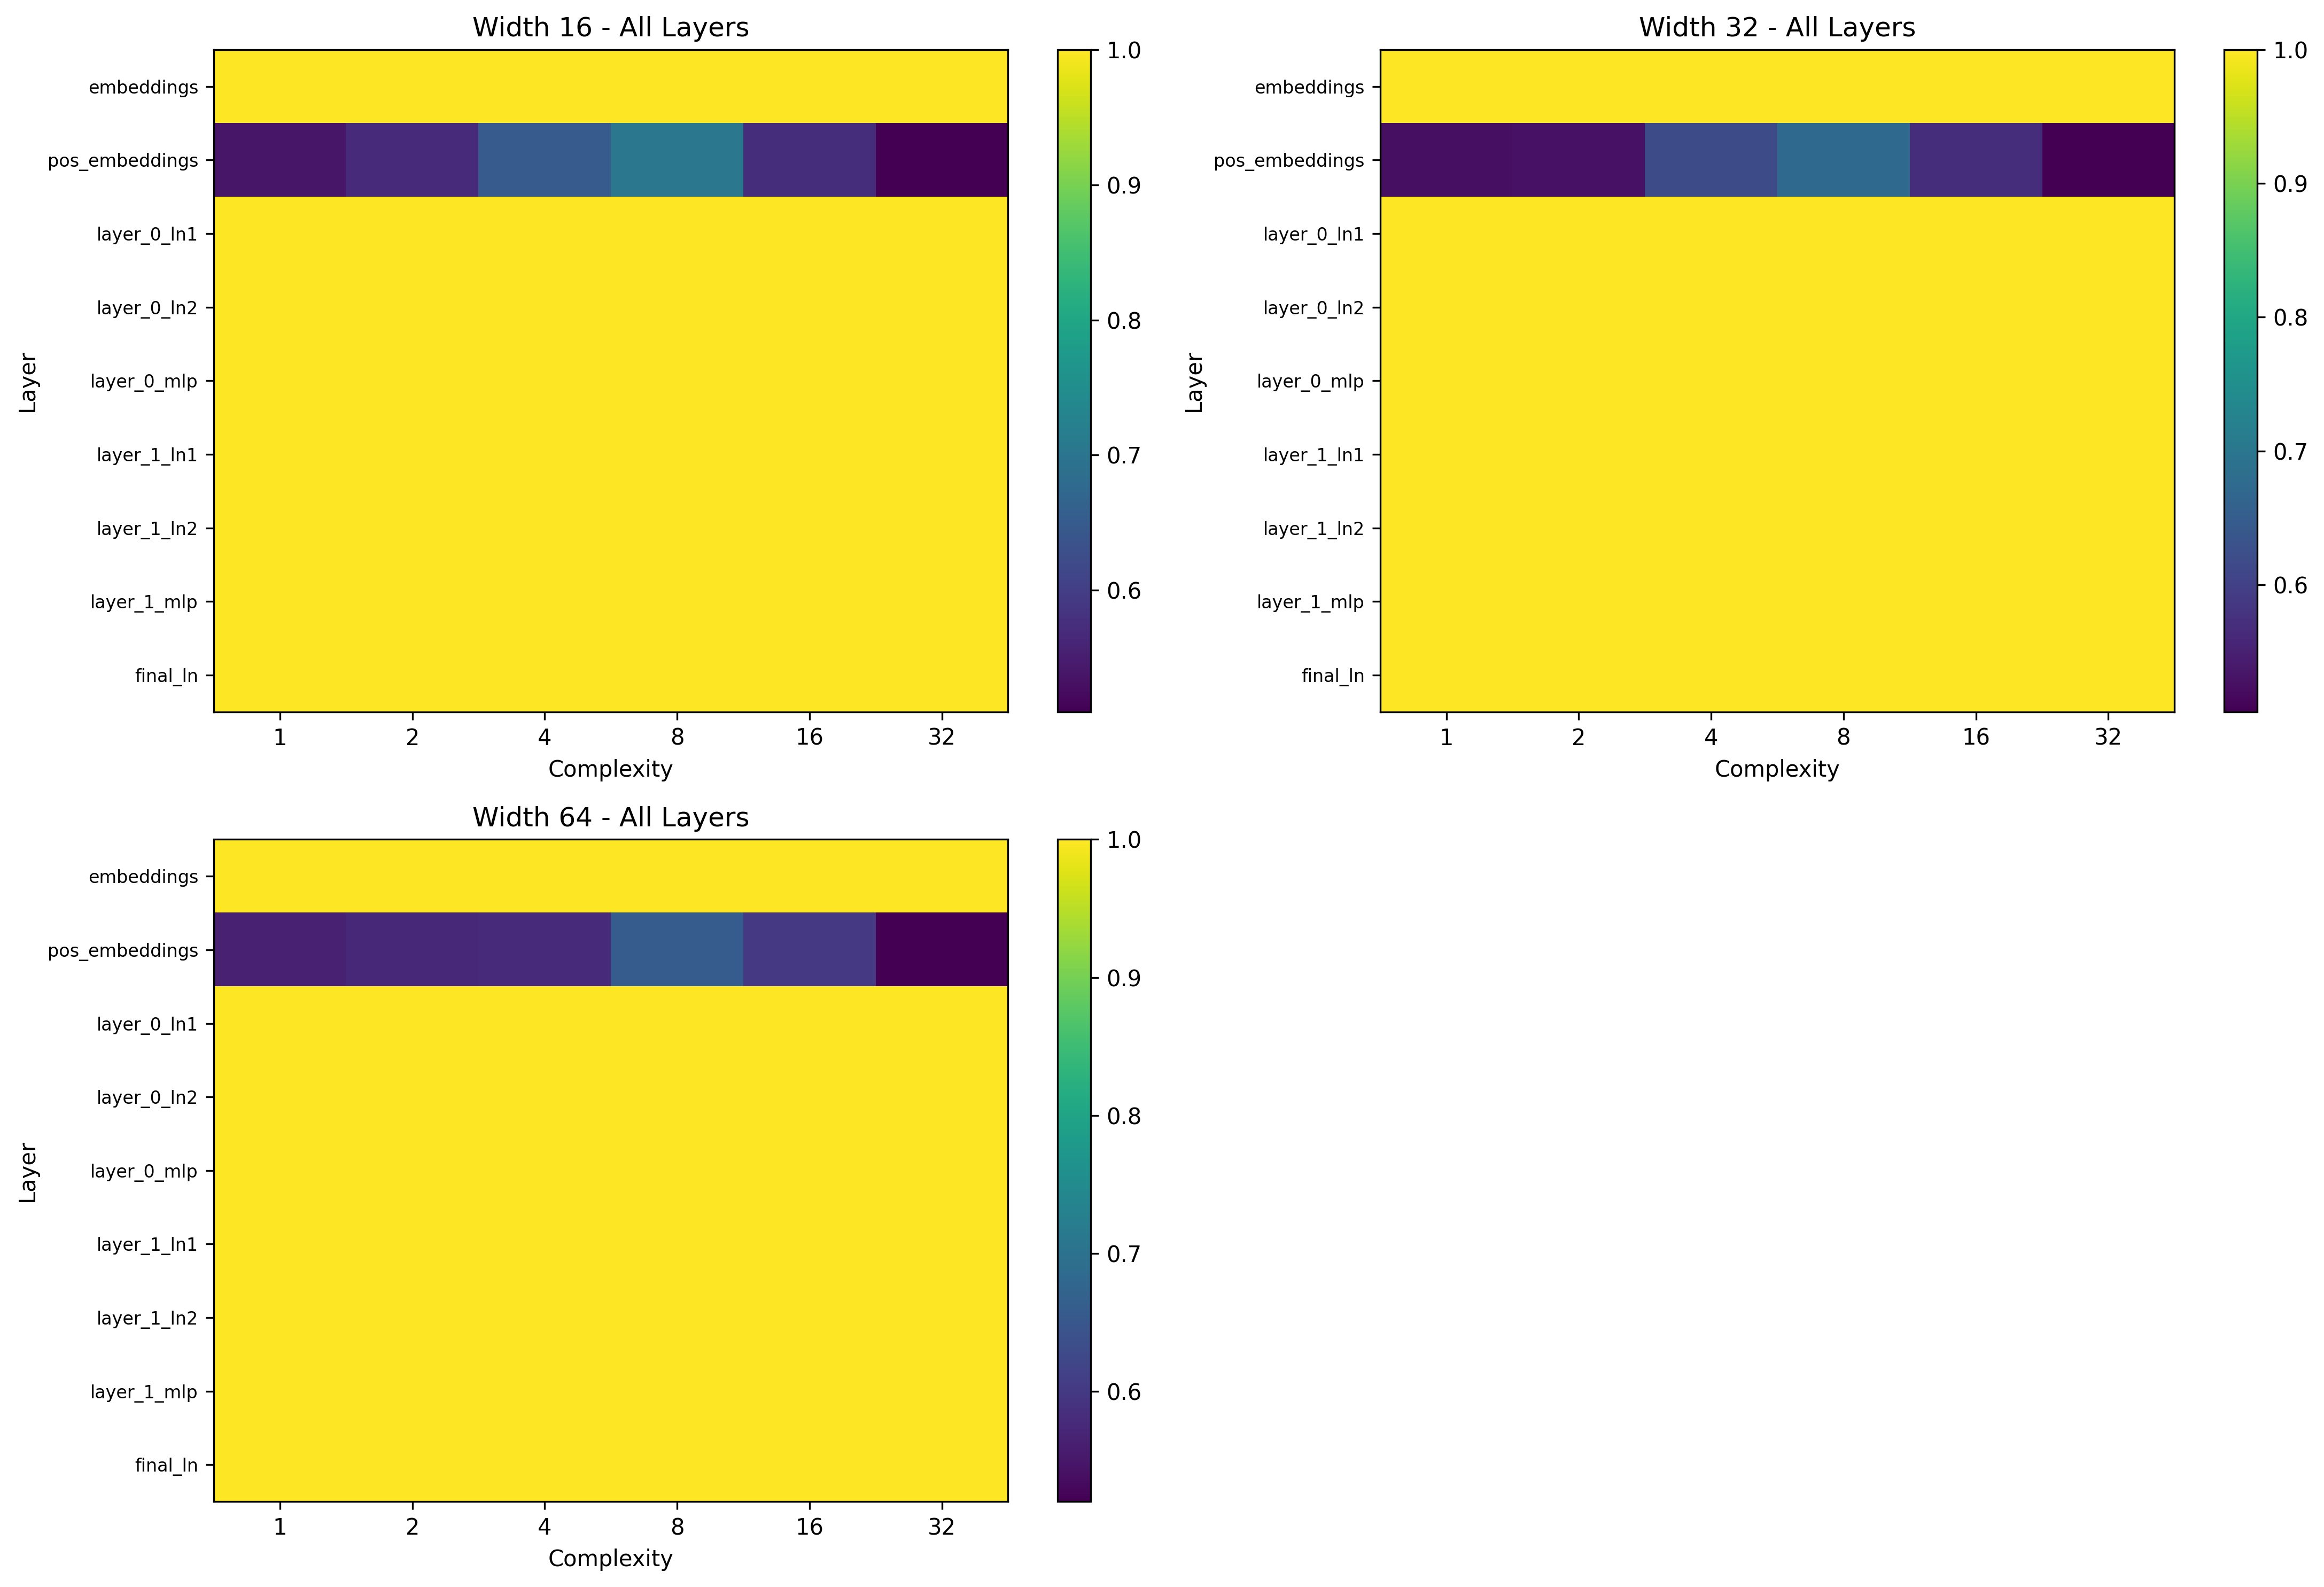 Width 16 - All Layers
embeddings
pos_embeddings
layer_0_ln1
layer_0_ln2
layer_0_mlp
layer_1_ln1
layer_1_ln2
layer_1_mlp
final_ln
Layer
1 2 4 8 16 32
Complexity
1.0
0.9
0.8
0.7
0.6
Width 32 - All Layers
embeddings
pos_embeddings
layer_0_ln1
layer_0_ln2
layer_0_mlp
layer_1_ln1
layer_1_ln2
layer_1_mlp
final_ln
Layer
1 2 4 8 16 32
Complexity
1.0
0.9
0.8
0.7
0.6
Width 64 - All Layers
embeddings
pos_embeddings
layer_0_ln1
layer_0_ln2
layer_0_mlp
layer_1_ln1
layer_1_ln2
layer_1_mlp
final_ln
Layer
1 2 4 8 16 32
Complexity
1.0
0.9
0.8
0.7
0.6